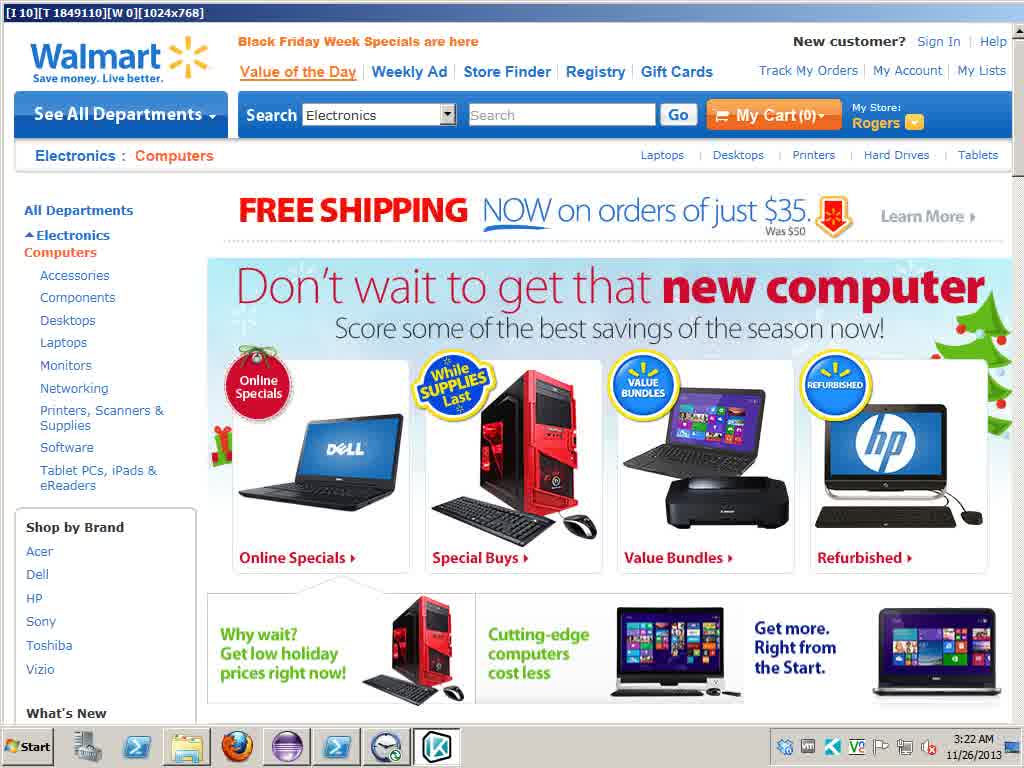 [I 10][T 1849110][W 0][1024x768]
Walmart
Save money. Live better.
Black Friday Week Specials are here
New customer? Sign In Help
Value of the Day Weekly Ad Store Finder Registry Gift Cards
Track My Orders My Account My Lists
See All Departments
Search Electronics Search Go
My Cart (0)
My Store:
Rogers
Electronics : Computers
Laptops Desktops Printers Hard Drives Tablets
All Departments
Electronics
Computers
Accessories
Components
Desktops
Laptops
Monitors
Networking
Printers, Scanners &
Supplies
Software
Tablet PCs, iPads &
eReaders
Shop by Brand
Acer
Dell
HP
Sony
Toshiba
Vizio
What's New
FREE SHIPPING NOW on orders of just $35.
Was $50
Learn More
Don't wait to get that new computer
Score some of the best savings of the season now!
Online
Specials
DELL
Online Specials
While
SUPPLIES
Last
Special Buys
VALUE
BUNDLES
Value Bundles
REFURBISHED
hp
Refurbished
Why wait?
Get low holiday
prices right now!
Cutting-edge
computers
cost less
Get more.
Right from
the Start.
Start
3:22 AM
11/26/2013